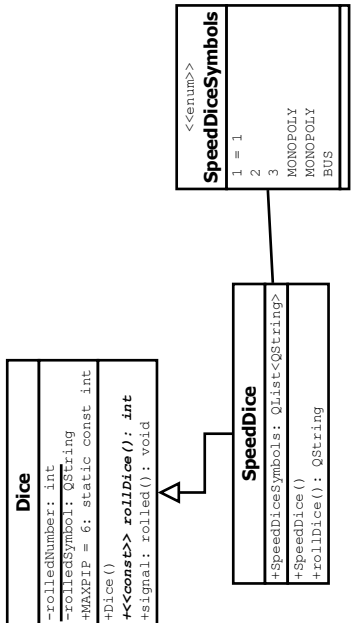 Dice
-rolledNumber: int
-rolledSymbol: QString
+MAXPIP = 6: static const int
+Dice()
+<<const>> rollDice(): int
+signal: rolled(): void
SpeedDice
+SpeedDiceSymbols: QList<QString>
+SpeedDice()
+rollDice(): QString
<<enum>>
SpeedDiceSymbols
1 = 1
2
3
MONOPOLY
MONOPOLY
BUS